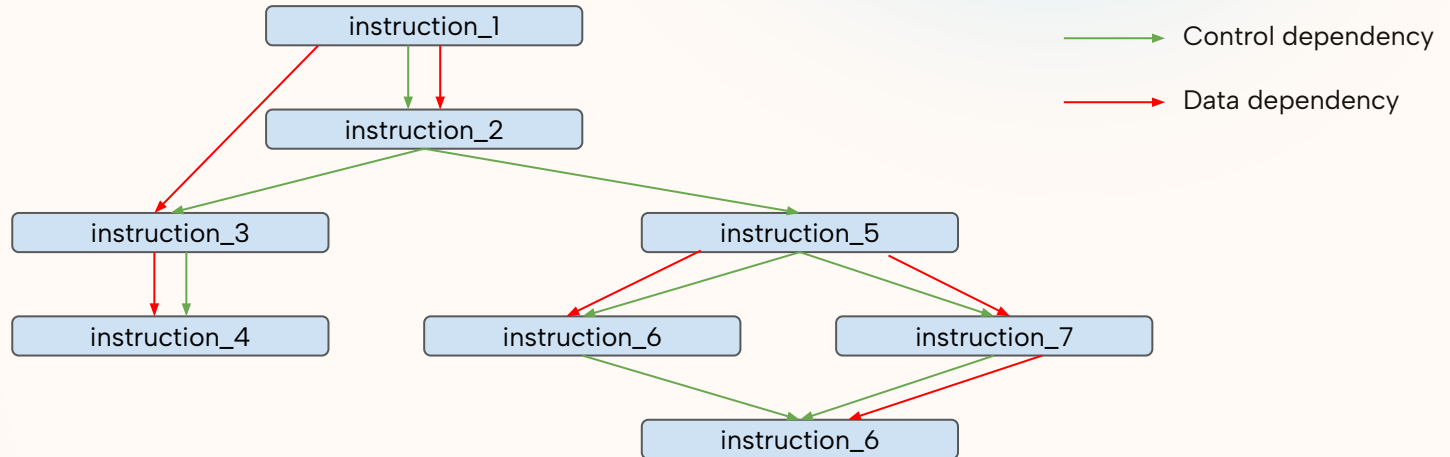 instruction_1
Control dependency
Data dependency
instruction_2
instruction_3
instruction_5
instruction_4
instruction_6
instruction_7
instruction_6